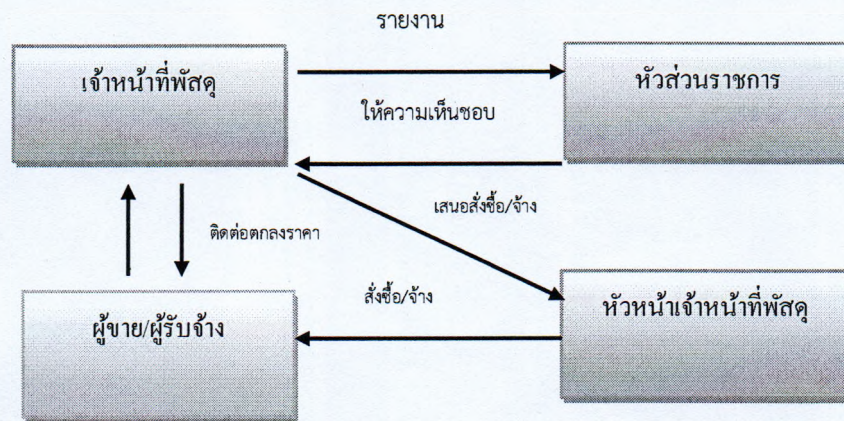 รายงาน
เจ้าหน้าที่พัสดุ
หัวส่วนราชการ
ให้ความเห็นชอบ
เสนอสั่งซื้อ/จ้าง
ติดต่อตกลงราคา
สั่งซื้อ/จ้าง
ผู้ขาย/ผู้รับจ้าง
หัวหน้าเจ้าหน้าที่พัสดุ